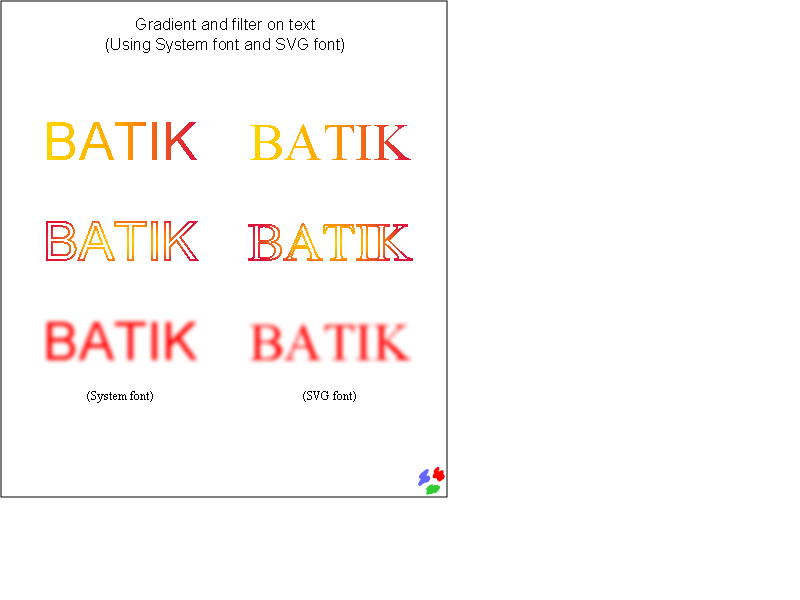 Gradient and filter on text
(Using System font and SVG font)
BATIK BATIK
BATIK BATIK
BATIK BATIK
(System font) (SVG font)